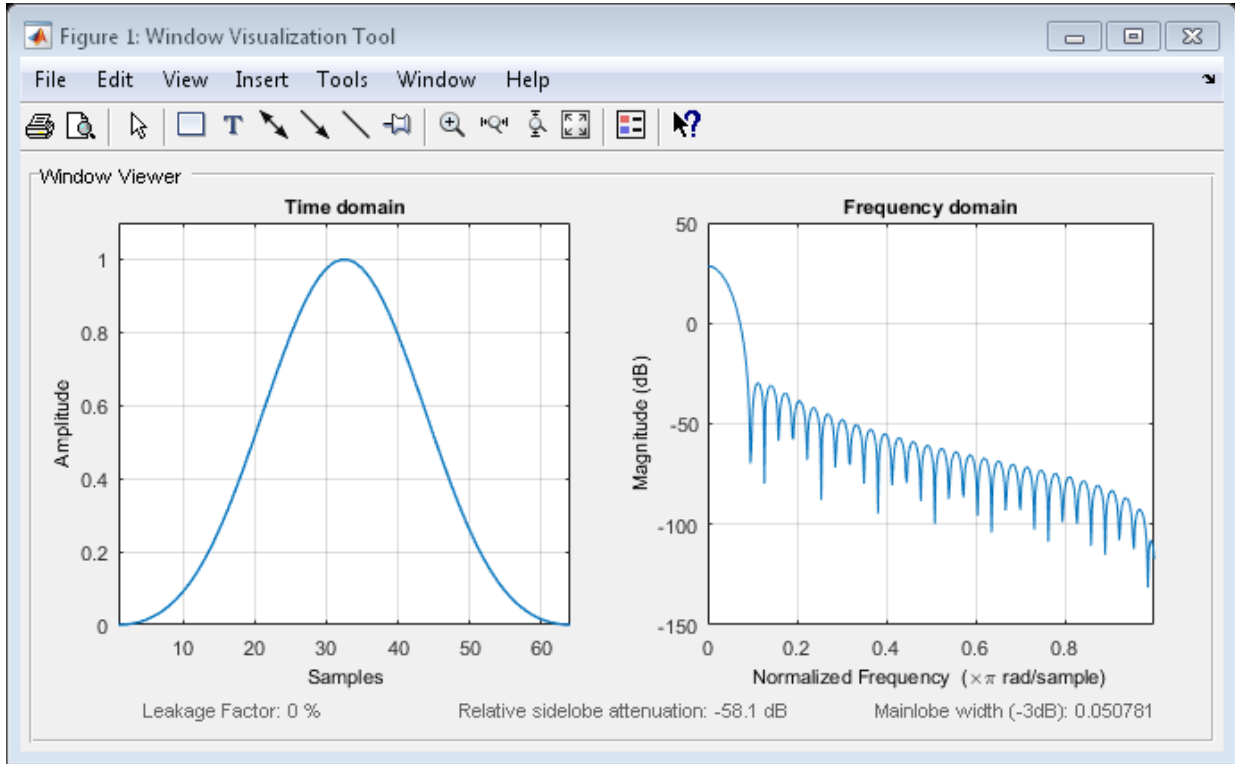 Figure 1: Window Visualization Tool
File Edit View Insert Tools Window Help
T
?
Window Viewer
Time domain
1
0.8
0.6
0.4
0.2
0
Amplitude
10 20 30 40 50 60
Samples
Frequency domain
50
0
-50
-100
-150
Magnitude (dB)
0 0.2 0.4 0.6 0.8
Normalized Frequency (×π rad/sample)
Leakage Factor: 0 % Relative sidelobe attenuation: -58.1 dB Mainlobe width (-3dB): 0.050781